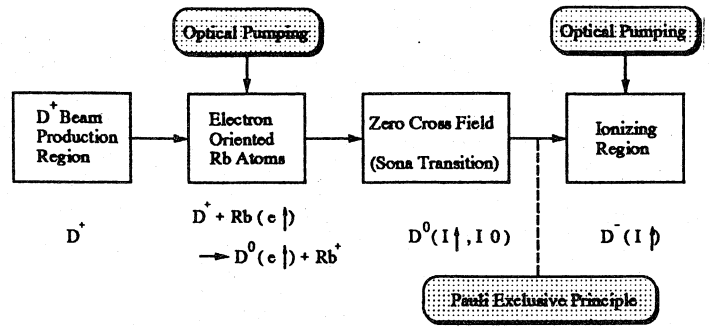 Optical Pumping
Optical Pumping
D⁺ Beam
Production
Region
Electron
Oriented
Rb Atoms
Zero Cross Field
(Sona Transition)
Ionizing
Region
D⁺
D⁺ + Rb (e↑)
→ D⁰ (e↑) + Rb⁺
D⁰ (I↑, I 0)
D⁻ (I↑)
Pauli Exclusive Principle